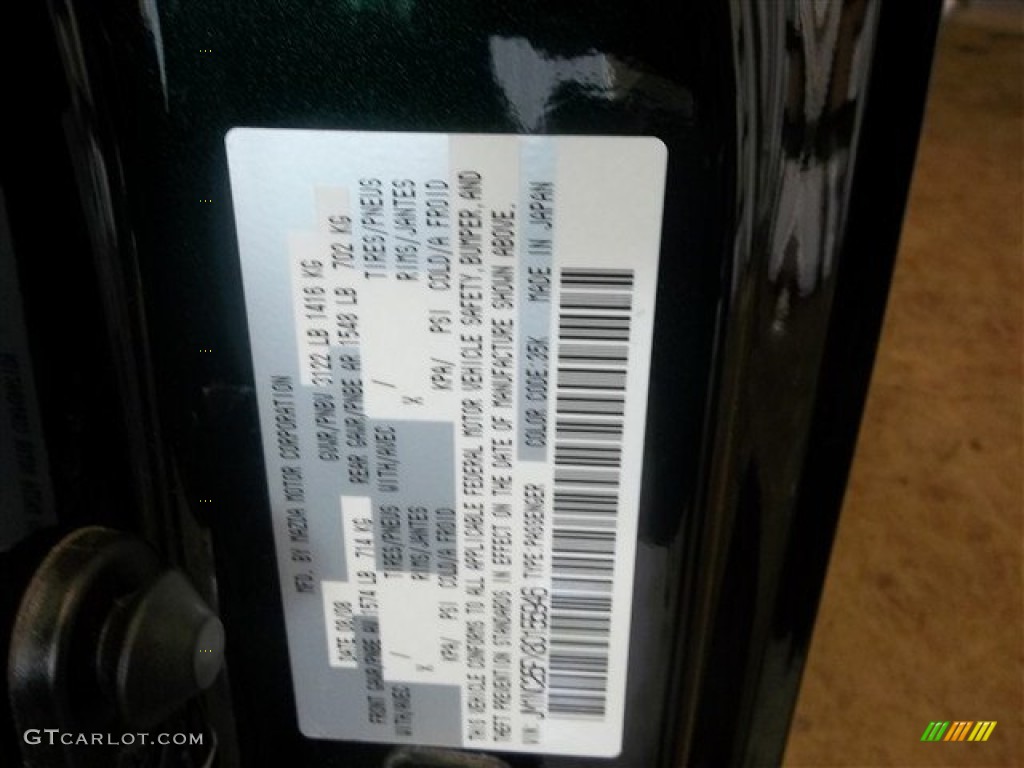 MFD. BY MAZDA MOTOR CORPORATION
DATE 08/08 GVWR/PNBV 3122 LB 1416 KG
FRONT GAWR/PNBE AV 1574 LB 714 KG REAR GAWR/PNBE AR 1548 LB 702 KG
WITH/AVEC TIRES/PNEUS WITH/AVEC TIRES/PNEUS
/ RIMS/JANTES / RIMS/JANTES
X X
KPA/ PSI COLD/A FROID KPA/ PSI COLD/A FROID
THIS VEHICLE CONFORMS TO ALL APPLICABLE FEDERAL MOTOR VEHICLE SAFETY,BUMPER,AND
THEFT PREVENTION STANDARDS IN EFFECT ON THE DATE OF MANUFACTURE SHOWN ABOVE.
VIN: TYPE:PASSENGER COLOR CODE:36K MADE IN JAPAN
GTCARLOT.COM